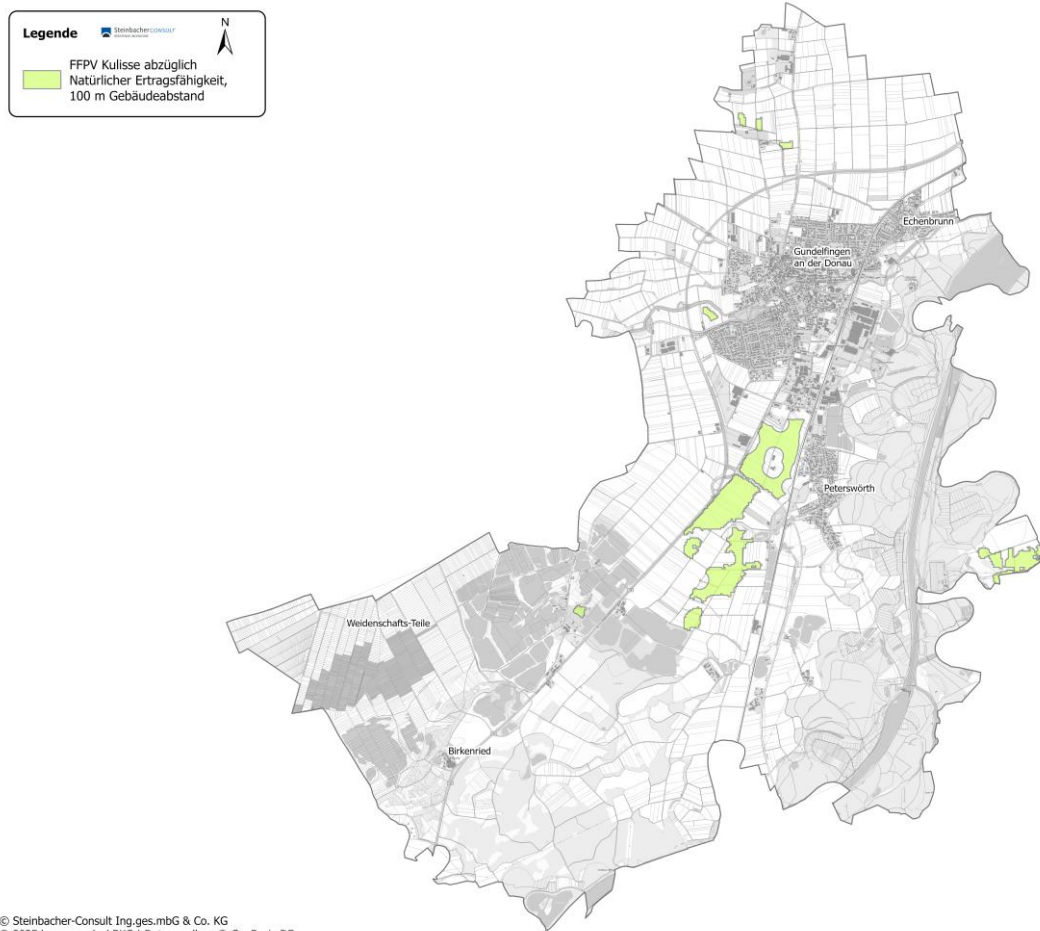 Legende
SteinbacherCONSULT
N
FFPV Kulisse abzüglich
Natürlicher Ertragsfähigkeit,
100 m Gebäudeabstand
Echenbrunn
Gundelfingen
an der Donau
Peterswörth
Weidenschafts-Teile
Birkenried
© Steinbacher-Consult Ing.ges.mbG & Co. KG